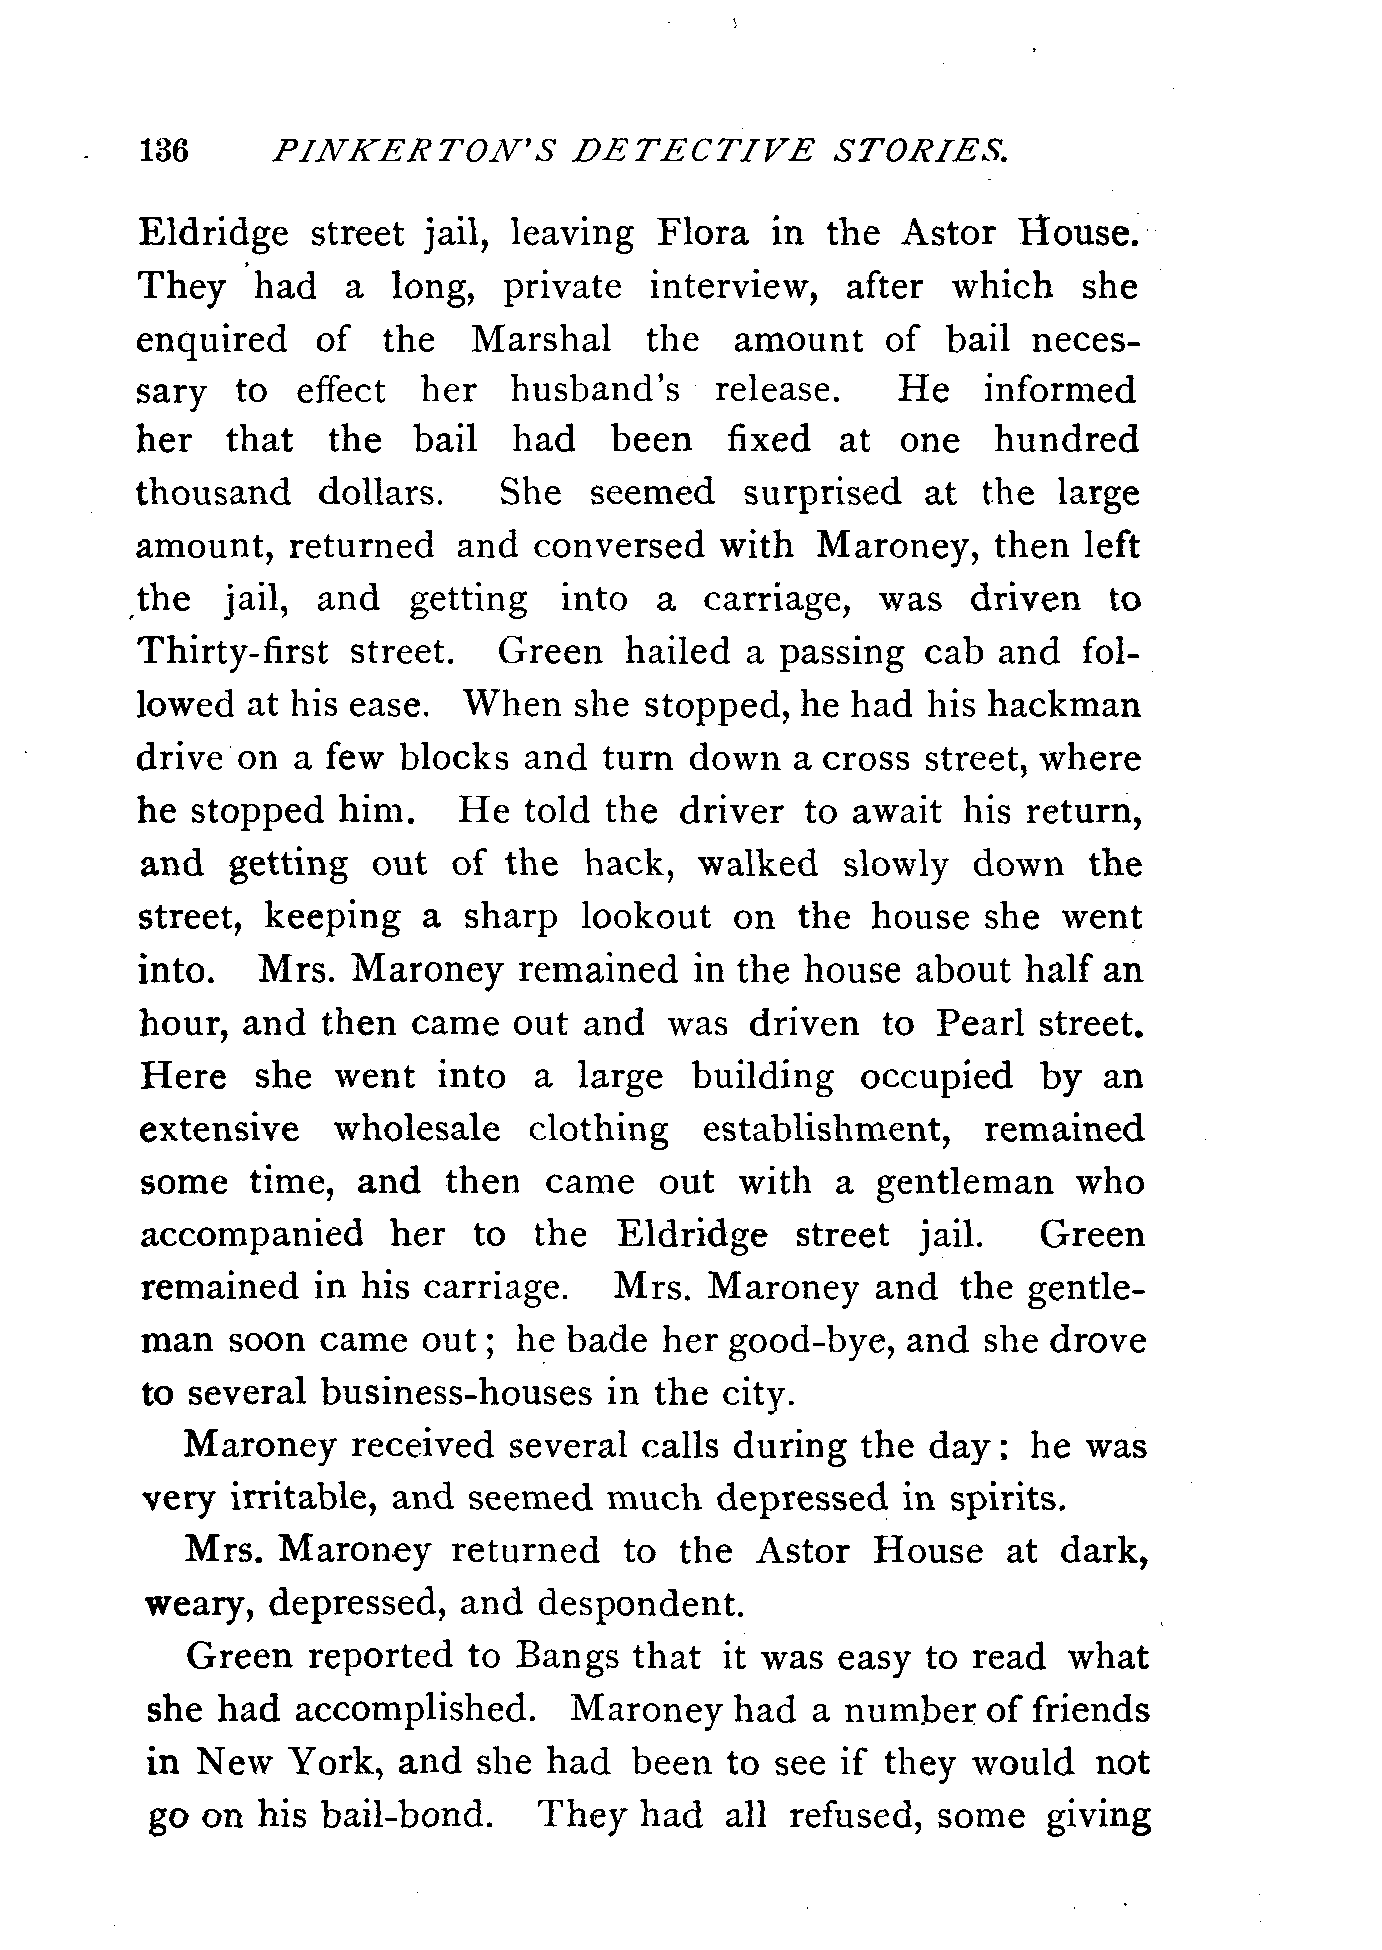 136 PINKERTON'S DETECTIVE STORIES.
Eldridge street jail, leaving Flora in the Astor House.
They had a long, private interview, after which she
enquired of the Marshal the amount of bail neces-
sary to effect her husband's release. He informed
her that the bail had been fixed at one hundred
thousand dollars. She seemed surprised at the large
amount, returned and conversed with Maroney, then left
the jail, and getting into a carriage, was driven to
Thirty-first street. Green hailed a passing cab and fol-
lowed at his ease. When she stopped, he had his hackman
drive on a few blocks and turn down a cross street, where
he stopped him. He told the driver to await his return,
and getting out of the hack, walked slowly down the
street, keeping a sharp lookout on the house she went
into. Mrs. Maroney remained in the house about half an
hour, and then came out and was driven to Pearl street.
Here she went into a large building occupied by an
extensive wholesale clothing establishment, remained
some time, and then came out with a gentleman who
accompanied her to the Eldridge street jail. Green
remained in his carriage. Mrs. Maroney and the gentle-
man soon came out; he bade her good-bye, and she drove
to several business-houses in the city.
Maroney received several calls during the day; he was
very irritable, and seemed much depressed in spirits.
Mrs. Maroney returned to the Astor House at dark,
weary, depressed, and despondent.
Green reported to Bangs that it was easy to read what
she had accomplished. Maroney had a number of friends
in New York, and she had been to see if they would not
go on his bail-bond. They had all refused, some giving